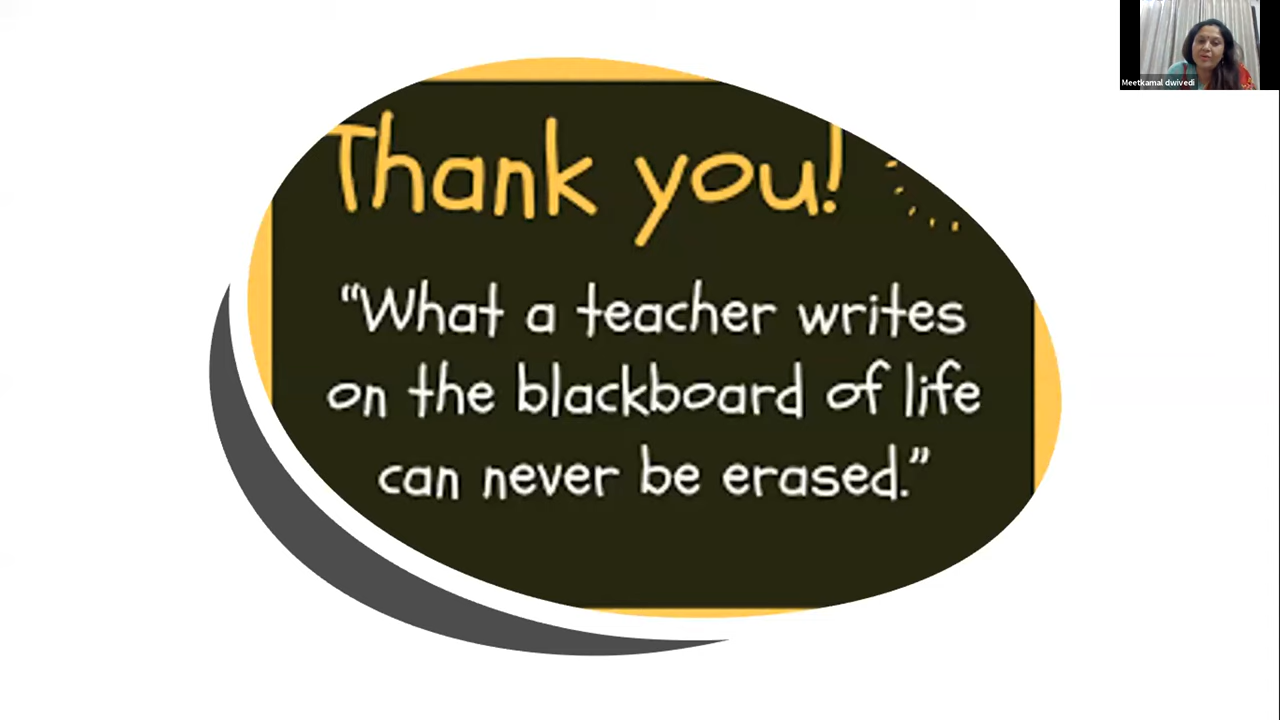 Meetkamal dwivedi
Thank you!
“What a teacher writes
on the blackboard of life
can never be erased.”